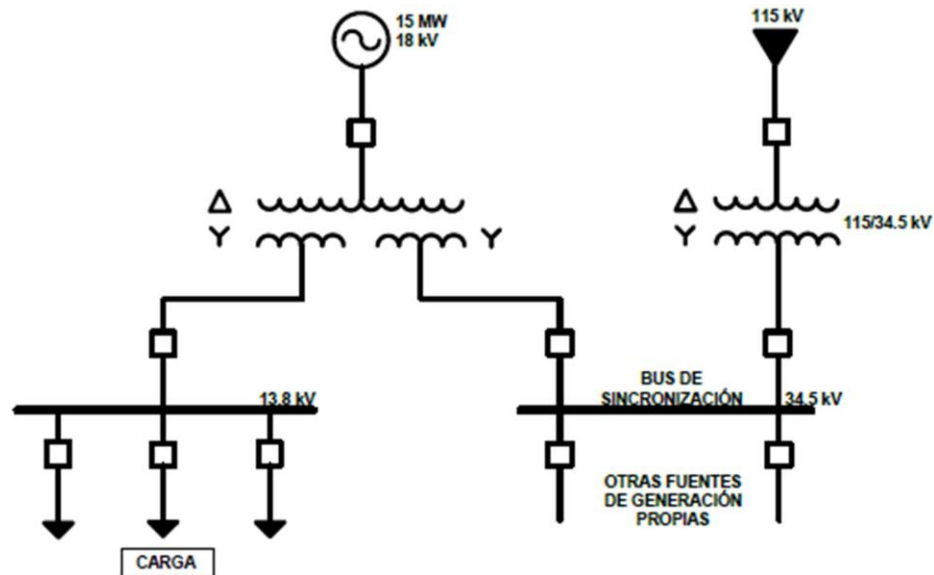 15 MW
18 kV
115 kV
Δ
Y
Y
Δ
Y
115/34.5 kV
13.8 kV
BUS DE
SINCRONIZACIÓN
34.5 kV
OTRAS FUENTES
DE GENERACIÓN
PROPIAS
CARGA